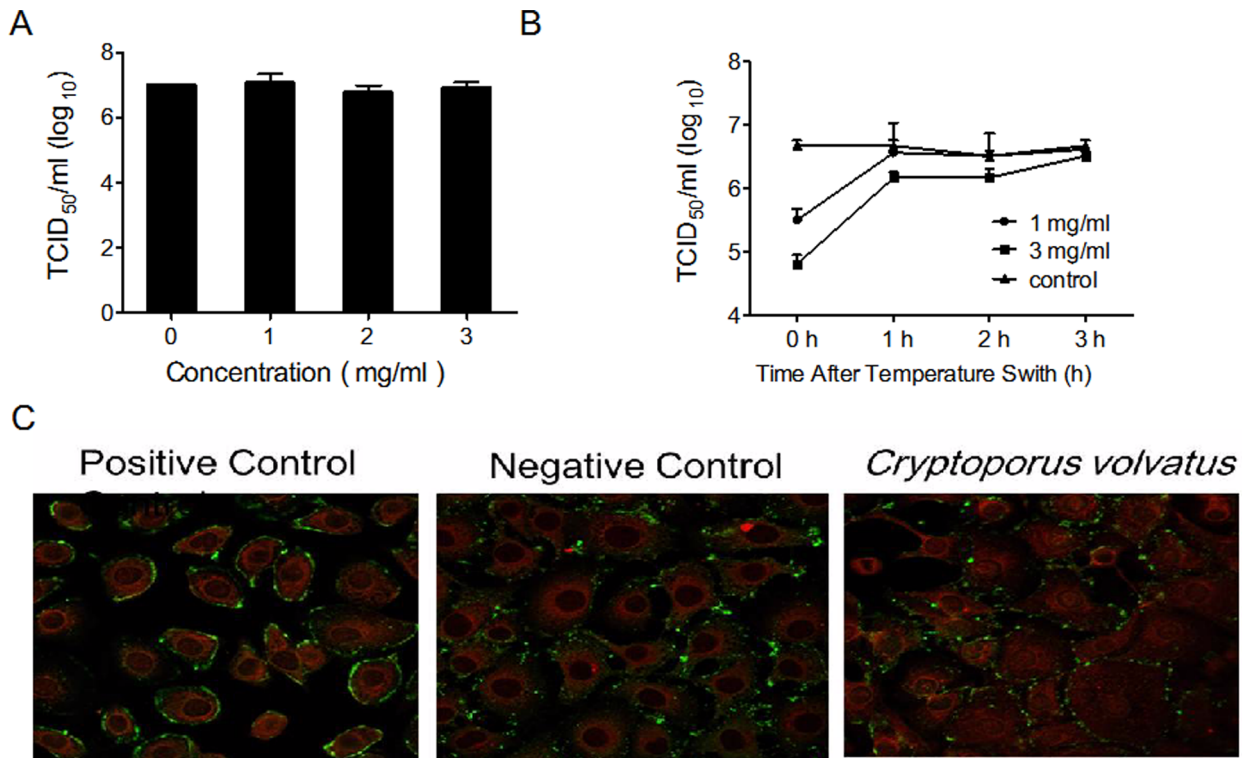 A
8
6
4
2
0
TCID50/ml (log10)
0 1 2 3
Concentration ( mg/ml )
B
8
7
6
5
4
TCID50/ml (log10)
1 mg/ml
3 mg/ml
control
0 h 1 h 2 h 3 h
Time After Temperature Swith (h)
C
Positive Control
Negative Control
Cryptoporus volvatus